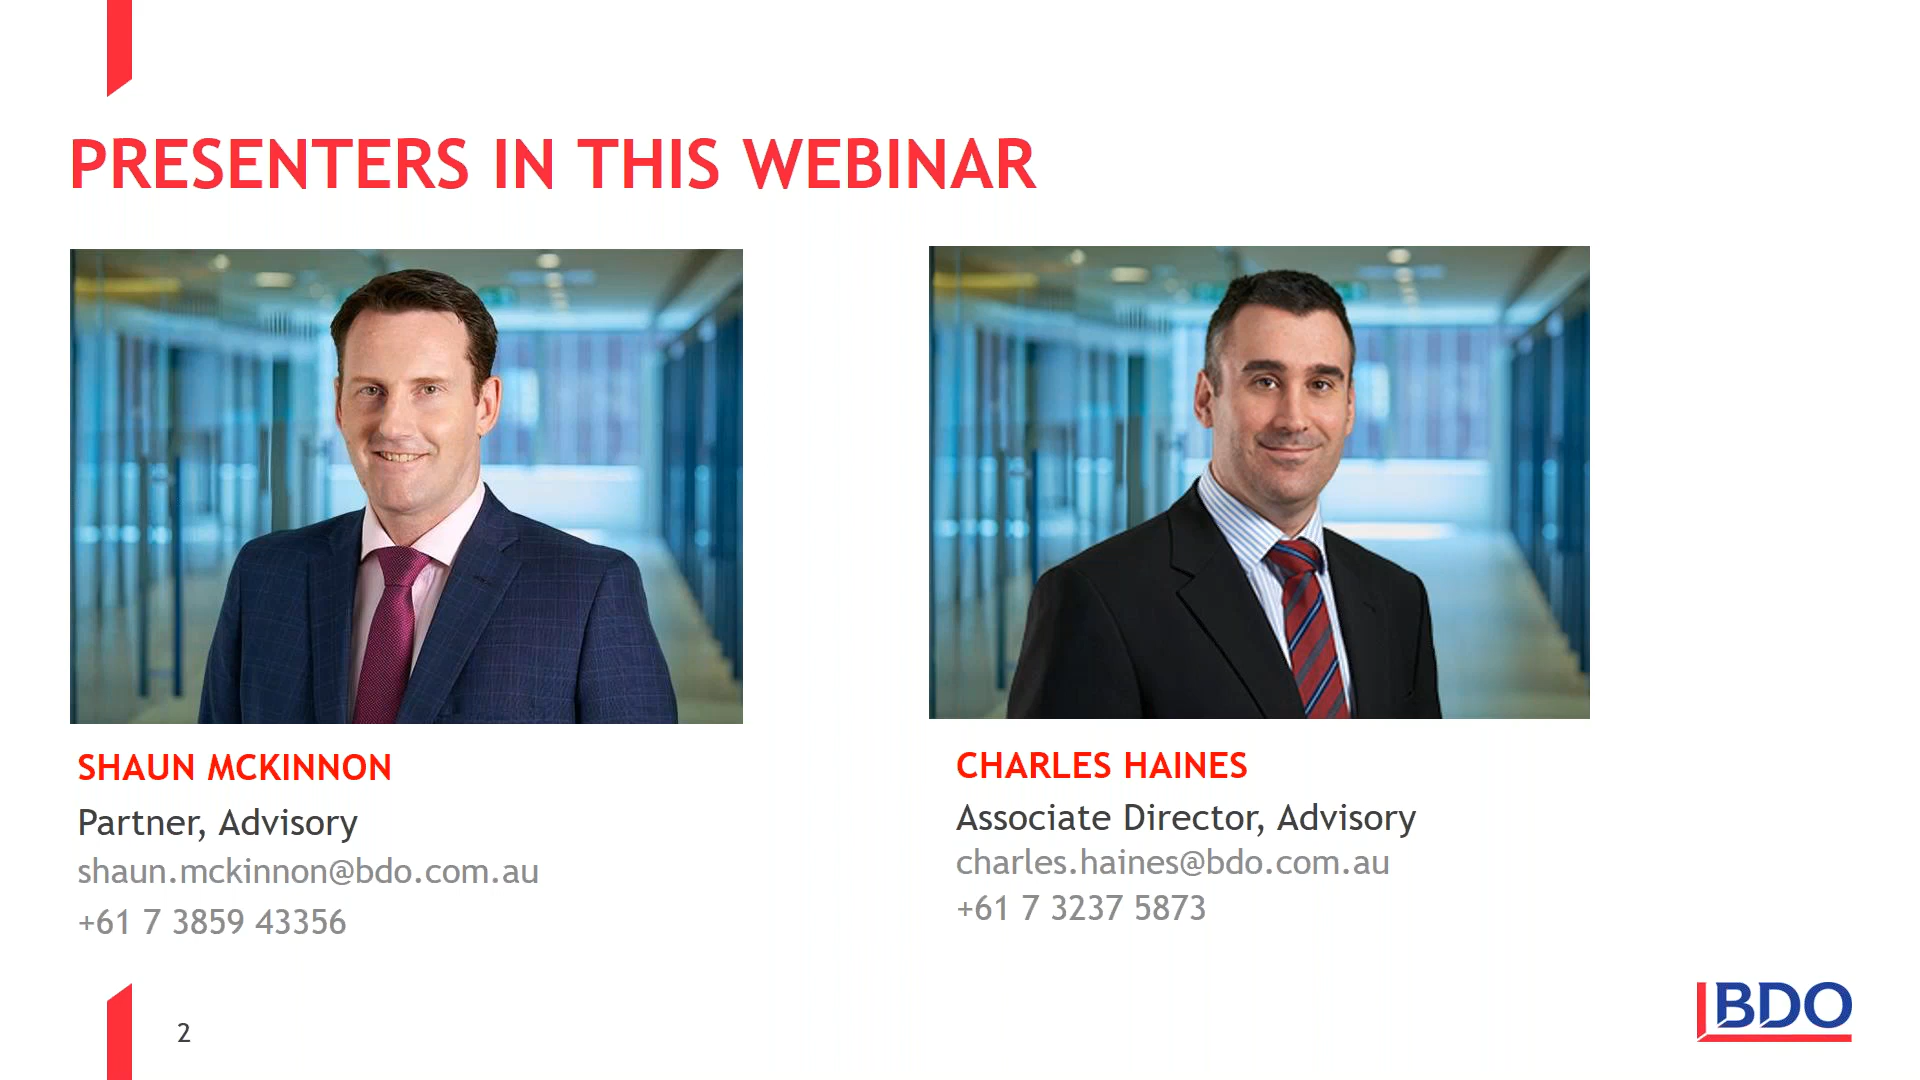 PRESENTERS IN THIS WEBINAR
SHAUN MCKINNON
Partner, Advisory
shaun.mckinnon@bdo.com.au
+61 7 3859 43356
CHARLES HAINES
Associate Director, Advisory
charles.haines@bdo.com.au
+61 7 3237 5873
2
BDO